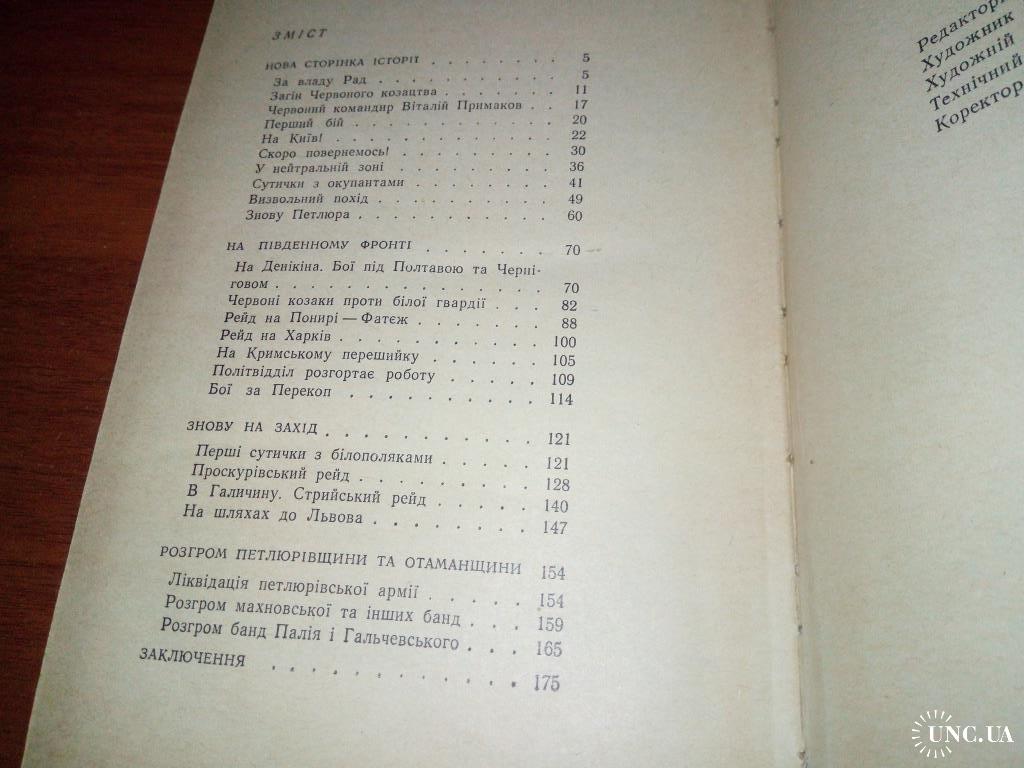 ЗМІСТ
НОВА СТОРІНКА ІСТОРІЇ . . . . . . . . 5
За владу Рад . . . . . . . . . . 5
Загін Червоного козацтва . . . . . . . 11
Червоний командир Віталій Примаков . . 17
Перший бій . . . . . . . . . . . 20
На Київ! . . . . . . . . . . . . 22
Скоро повернемось! . . . . . . . . . 30
У нейтральній зоні . . . . . . . . . 36
Сутички з окупантами . . . . . . . . 41
Визвольний похід . . . . . . . . . . 49
Знову Петлюра . . . . . . . . . . . 60
НА ПІВДЕННОМУ ФРОНТІ . . . . . . . . 70
На Денікіна. Бої під Полтавою та Черні-
говом . . . . . . . . . . . . . 70
Червоні козаки проти білої гвардії . . . 82
Рейд на Понирі — Фатєж . . . . . . . 88
Рейд на Харків . . . . . . . . . . . 100
На Кримському перешийку . . . . . . 105
Політвідділ розгортає роботу . . . . . 109
Бої за Перекоп . . . . . . . . . . 114
ЗНОВУ НА ЗАХІД . . . . . . . . . . . 121
Перші сутички з білополяками . . . . . 121
Проскурівський рейд . . . . . . . . . 128
В Галичину. Стрийський рейд . . . . . 140
На шляхах до Львова . . . . . . . . 147
РОЗГРОМ ПЕТЛЮРІВЩИНИ ТА ОТАМАНЩИНИ 154
Ліквідація петлюрівської армії . . . . . 154
Розгром махновської та інших банд . . . 159
Розгром банд Палія і Гальчевського . . . 165
ЗАКЛЮЧЕННЯ . . . . . . . . . . . 175
Художник
Художній
Технічний
Коректор
UNC.UA